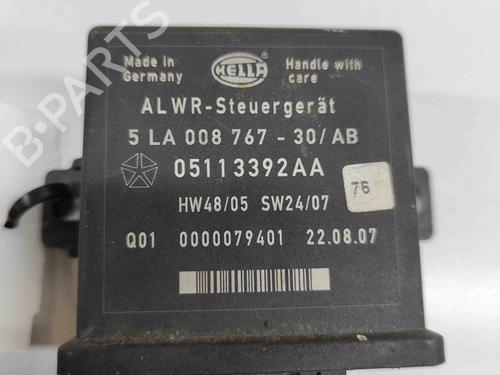 Made in
Germany
HELLA
Handle with
care
ALWR-Steuergerät
5 LA 008 767 - 30/AB
05113392AA
76
HW48/05 SW24/07
Q01 0000079401 22.08.07
B-PARTS